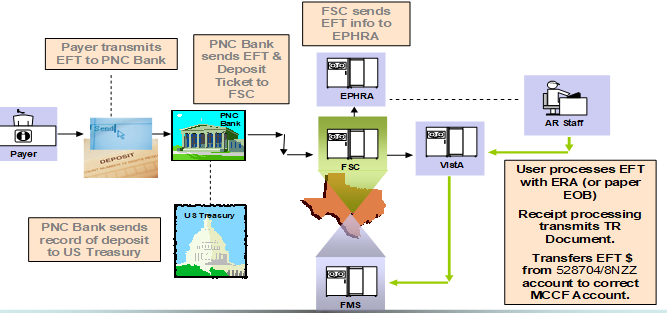 FSC sends
EFT info to
EPHRA
Payer transmits
EFT to PNC Bank
PNC Bank
sends EFT &
Deposit
Ticket to
FSC
EPHRA
Send
DEPOSIT
PNC
Bank
Payer
FSC
VistA
AR Staff
User processes EFT
with ERA (or paper
EOB)
Receipt processing
transmits TR
Document.
Transfers EFT $
from 528704/8NZZ
account to correct
MCCF Account.
PNC Bank sends
record of deposit
to US Treasury
US Treasury
FMS